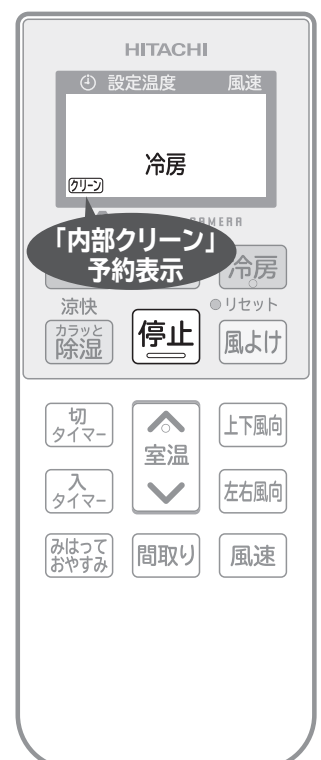 HITACHI
設定温度 風速
冷房
クリーン
「内部クリーン」
予約表示
冷房
涼快
リセット
カラッと
除湿
停止
風よけ
切
タイマー
室温
上下風向
入
タイマー
左右風向
みはって
おやすみ
間取り
風速